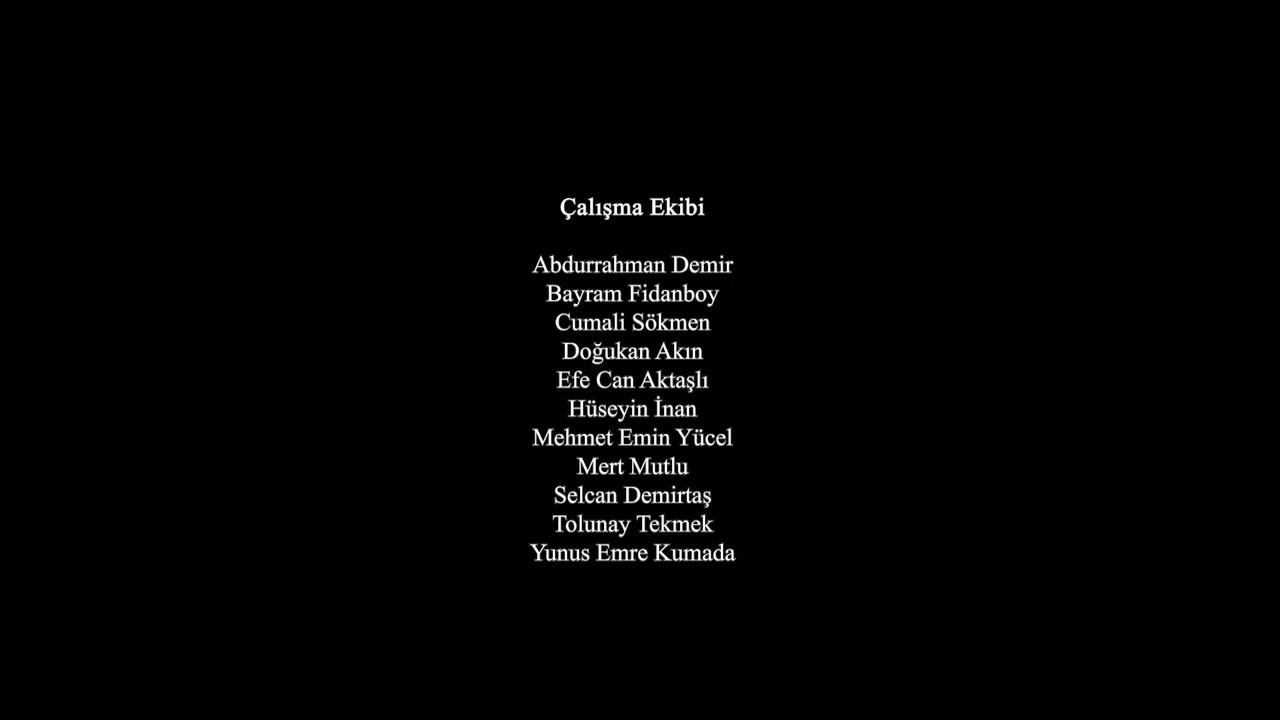 Çalışma Ekibi
Abdurrahman Demir
Bayram Fidanboy
Cumali Sökmen
Doğukan Akın
Efe Can Aktaşlı
Hüseyin İnan
Mehmet Emin Yücel
Mert Mutlu
Selcan Demirtaş
Tolunay Tekmek
Yunus Emre Kumada